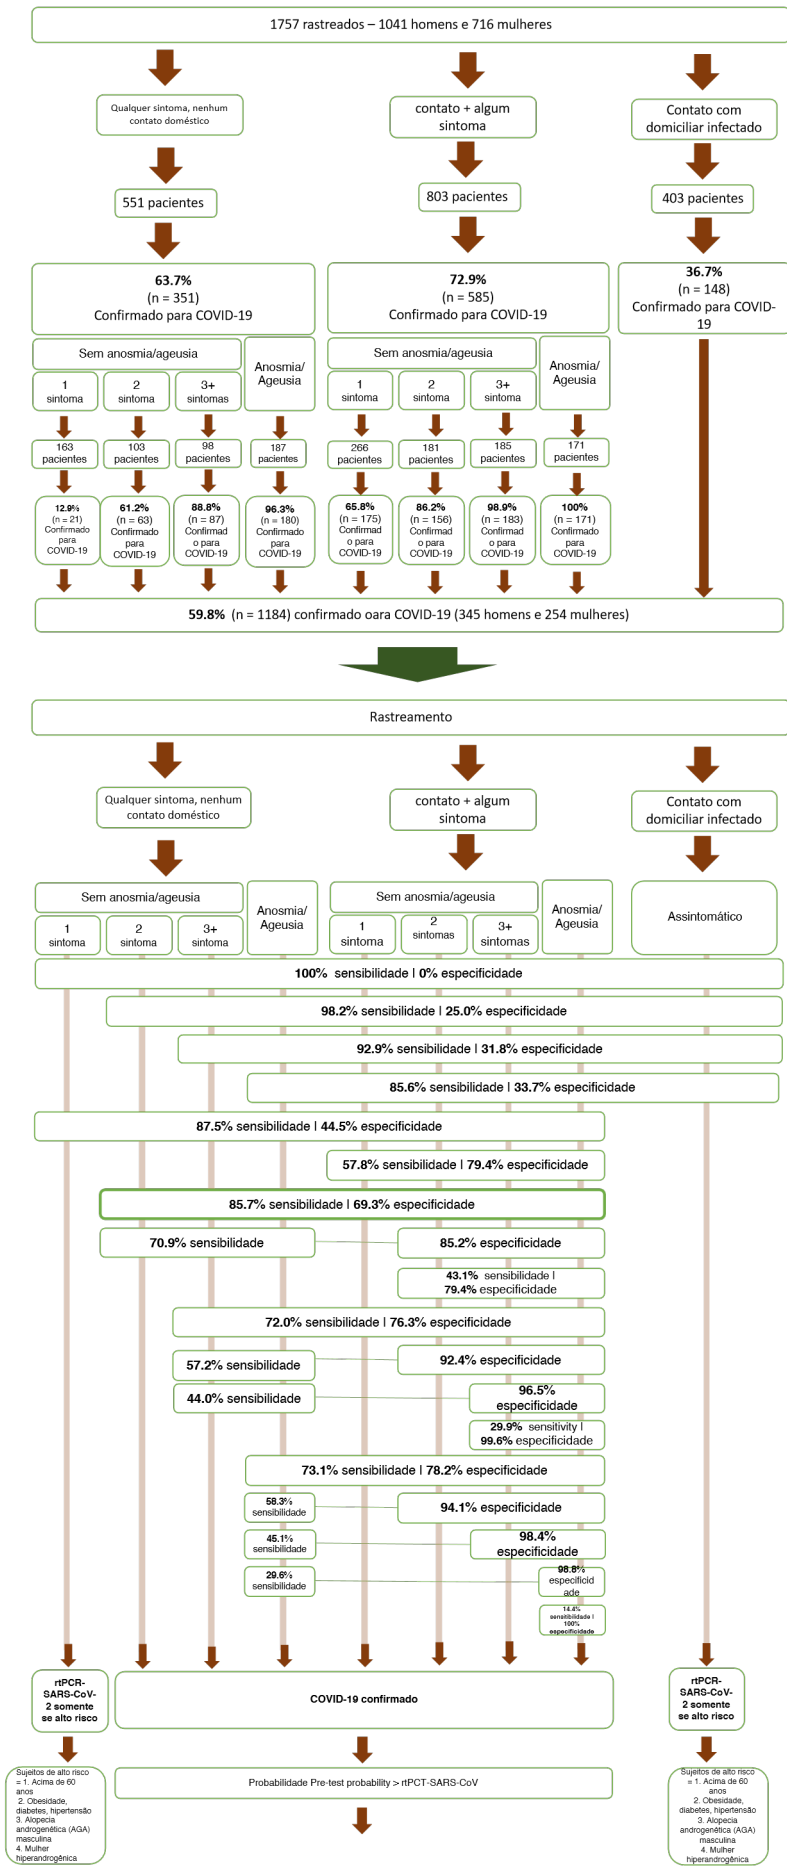 1757 rastreados – 1041 homens e 716 mulheres
Qualquer sintoma, nenhum
contato doméstico
contato + algum
sintoma
Contato com
domiciliar infectado
551 pacientes
803 pacientes
403 pacientes
63.7%
(n = 351)
Confirmado para COVID-19
72.9%
(n = 585)
Confirmado para COVID-19
36.7%
(n = 148)
Confirmado para COVID-
19
Sem anosmia/ageusia
Anosmia/
Ageusia
1
sintoma
2
sintoma
3+
sintomas
Sem anosmia/ageusia
Anosmia/
Ageusia
1
sintoma
2
sintoma
3+
sintoma
163
pacientes
103
pacientes
98
pacientes
187
pacientes
266
pacientes
181
pacientes
185
pacientes
171
pacientes
12.9%
(n = 21)
Confirmado
para
COVID-19
61.2%
(n = 63)
Confirmado
para
COVID-19
88.8%
(n = 87)
Confirmad
o para
COVID-19
96.3%
(n = 180)
Confirmado
para
COVID-19
65.8%
(n = 175)
Confirmad
o para
COVID-19
86.2%
(n = 156)
Confirmad
o para
COVID-19
98.9%
(n = 183)
Confirmad
o para
COVID-19
100%
(n = 171)
Confirmado
para
COVID-19
59.8% (n = 1184) confirmado oara COVID-19 (345 homens e 254 mulheres)
Rastreamento
Qualquer sintoma, nenhum
contato doméstico
contato + algum
sintoma
Contato com
domiciliar infectado
Sem anosmia/ageusia
Anosmia/
Ageusia
1
sintoma
2
sintoma
3+
sintoma
Sem anosmia/ageusia
Anosmia/
Ageusia
1
sintoma
2
sintomas
3+
sintomas
Assintomático
100% sensibilidade I 0% especificidade
98.2% sensibilidade I 25.0% especificidade
92.9% sensibilidade I 31.8% especificidade
85.6% sensibilidade I 33.7% especificidade
87.5% sensibilidade I 44.5% especificidade
57.8% sensibilidade I 79.4% especificidade
85.7% sensibilidade I 69.3% especificidade
70.9% sensibilidade
85.2% especificidade
43.1% sensibilidade I
79.4% especificidade
72.0% sensibilidade I 76.3% especificidade
57.2% sensibilidade
92.4% especificidade
44.0% sensibilidade
96.5%
especificidade
29.9% sensitivity I
99.6% especificidade
73.1% sensibilidade I 78.2% especificidade
58.3%
sensibilidade
94.1% especificidade
45.1%
sensibilidade
98.4%
especificidade
29.6%
sensibilidade
98.8%
especificid
ade
14.4%
sensitibilidade I
100%
especificidade
rtPCR-
SARS-CoV-
2 somente
se alto risco
COVID-19 confirmado
rtPCR-
SARS-CoV-
2 somente
se alto risco
Sujeitos de alto risco
= 1. Acima de 60
anos
2. Obesidade,
diabetes, hipertensão
3. Alopecia
androgenética (AGA)
masculina
4. Mulher
hiperandrogênica
Probabilidade Pre-test probability > rtPCT-SARS-CoV
Sujeitos de alto risco
= 1. Acima de 60
anos
2. Obesidade,
diabetes, hipertensão
3. Alopecia
androgenética (AGA)
masculina
4. Mulher
hiperandrogênica